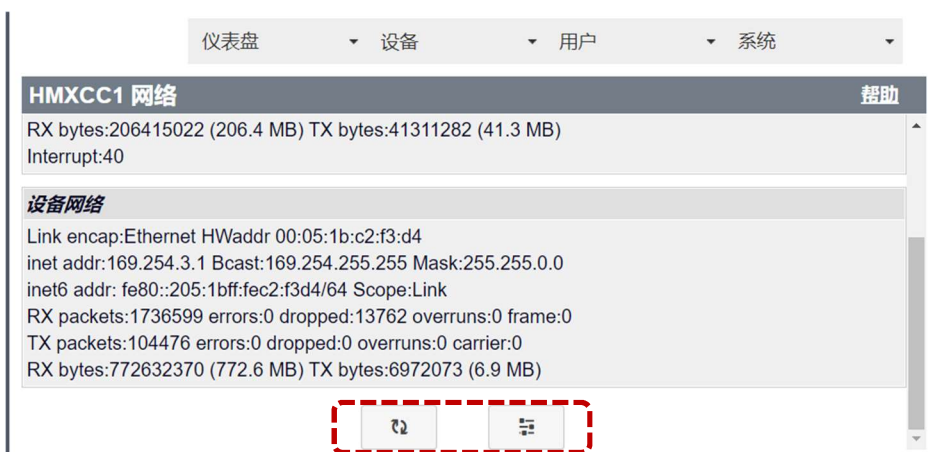 仪表盘 设备 用户 系统
HMXCC1 网络 帮助
RX bytes:206415022 (206.4 MB) TX bytes:41311282 (41.3 MB)
Interrupt:40
设备网络
Link encap:Ethernet HWaddr 00:05:1b:c2:f3:d4
inet addr:169.254.3.1 Bcast:169.254.255.255 Mask:255.255.0.0
inet6 addr: fe80::205:1bff:fec2:f3d4/64 Scope:Link
RX packets:1736599 errors:0 dropped:13762 overruns:0 frame:0
TX packets:104476 errors:0 dropped:0 overruns:0 carrier:0
RX bytes:772632370 (772.6 MB) TX bytes:6972073 (6.9 MB)